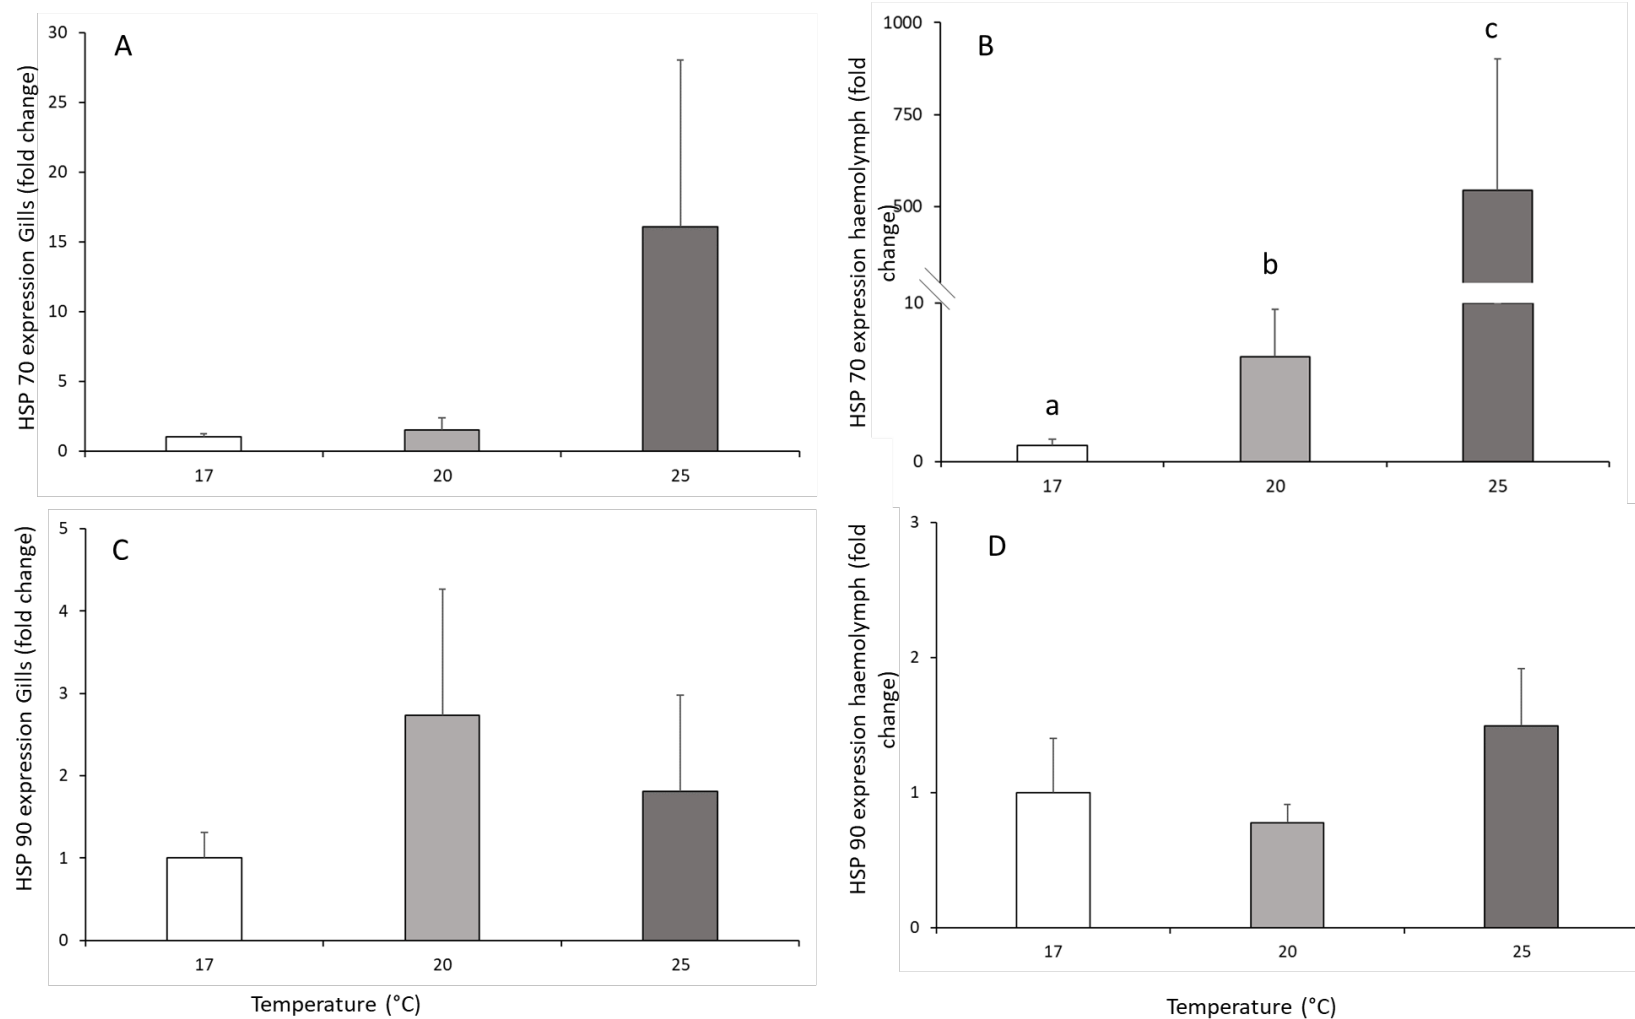 A
HSP 70 expression Gills (fold change)
30
25
20
15
10
5
0
17
20
25
B
HSP 70 expression haemolymph (fold
change)
1000
750
500
10
0
a
b
c
17
20
25
C
HSP 90 expression Gills (fold change)
5
4
3
2
1
0
17
20
25
Temperature (°C)
D
HSP 90 expression haemolymph (fold
change)
3
2
1
0
17
20
25
Temperature (°C)